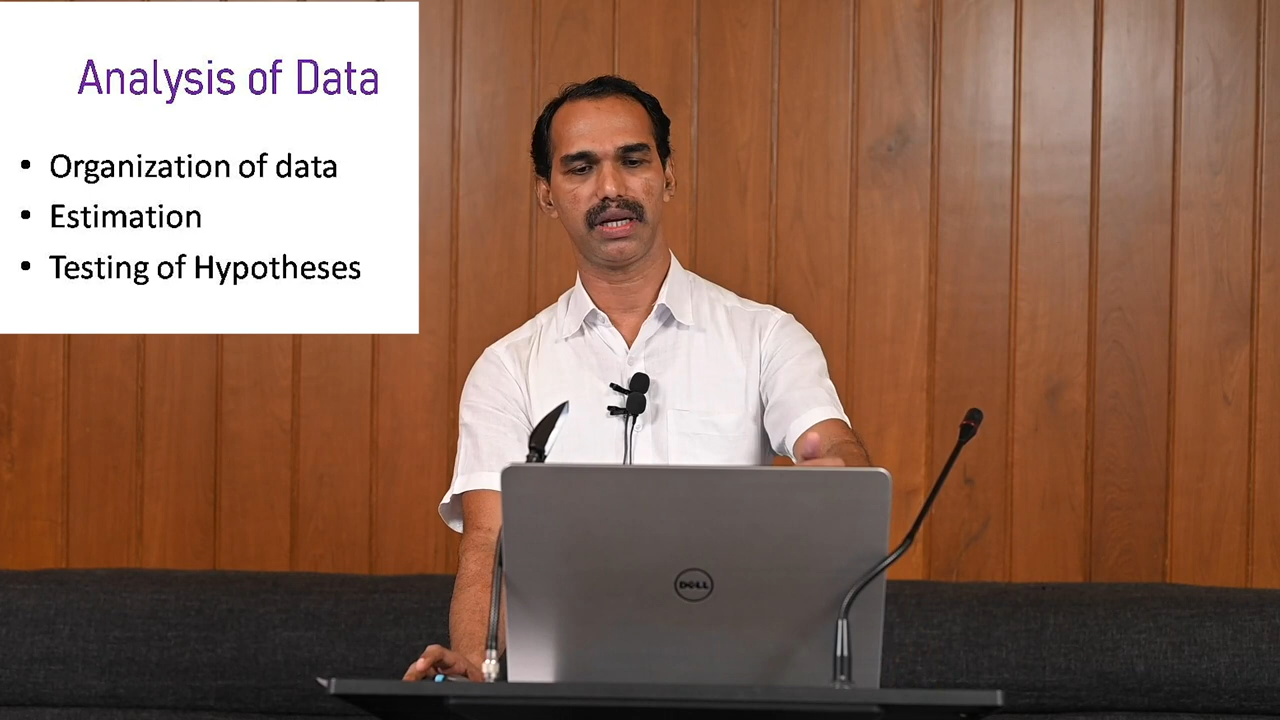 Analysis of Data
• Organization of data
• Estimation
• Testing of Hypotheses
DELL